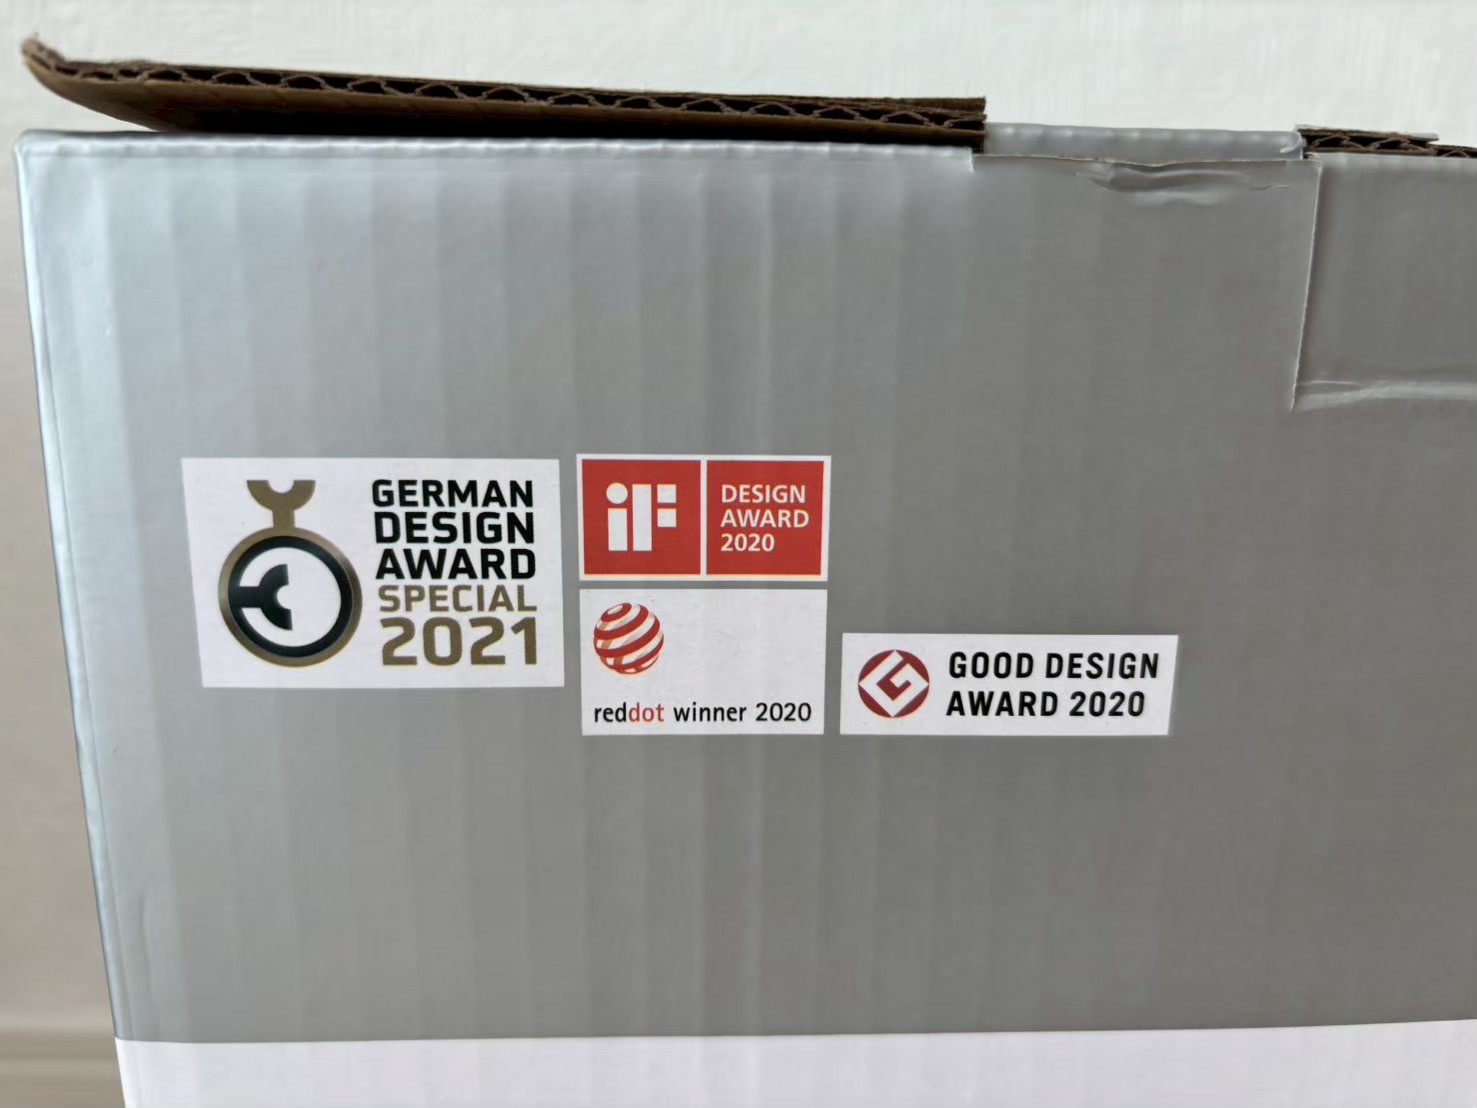 GERMAN
DESIGN
AWARD
SPECIAL
2021
iF
DESIGN
AWARD
2020
reddot winner 2020
GOOD DESIGN
AWARD 2020